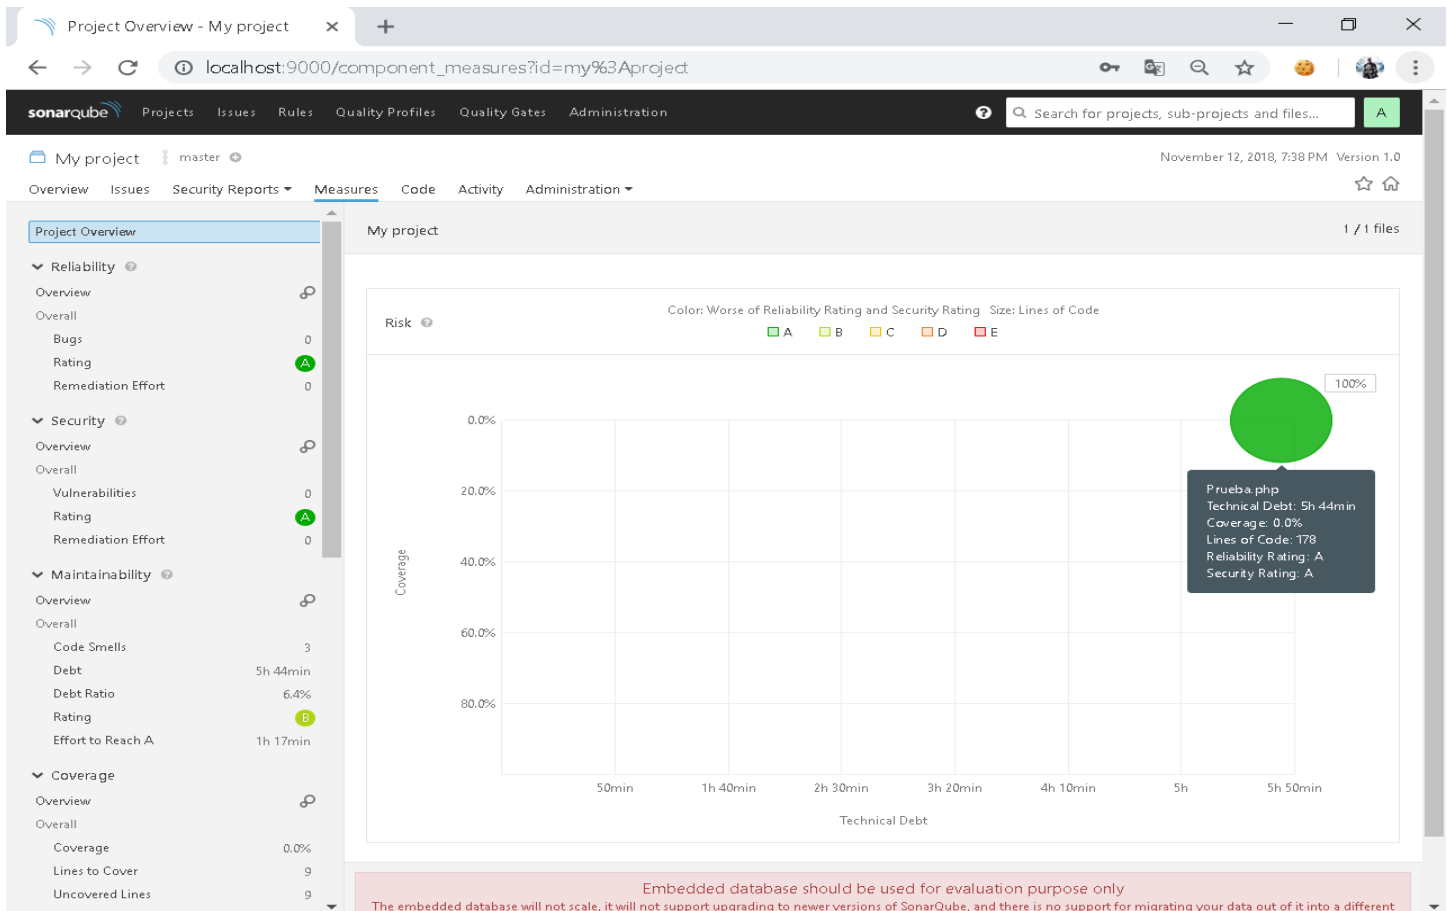 Project Overview - My project
localhost:9000/component_measures?id=my%3Aproject
sonarqube Projects Issues Rules Quality Profiles Quality Gates Administration
Search for projects, sub-projects and files...
A
My project master
November 12, 2018, 7:38 PM Version 1.0
Overview Issues Security Reports Measures Code Activity Administration
Project Overview
Reliability
Overview
Overall
Bugs 0
Rating A
Remediation Effort 0
Security
Overview
Overall
Vulnerabilities 0
Rating A
Remediation Effort 0
Maintainability
Overview
Overall
Code Smells 3
Debt 5h 44min
Debt Ratio 6.4%
Rating B
Effort to Reach A 1h 17min
Coverage
Overview
Overall
Coverage 0.0%
Lines to Cover 9
Uncovered Lines 9
My project
1 / 1 files
Risk
Color: Worse of Reliability Rating and Security Rating Size: Lines of Code
A B C D E
100%
0.0%
20.0%
40.0%
60.0%
80.0%
Coverage
Prueba.php
Technical Debt: 5h 44min
Coverage: 0.0%
Lines of Code: 178
Reliability Rating: A
Security Rating: A
50min 1h 40min 2h 30min 3h 20min 4h 10min 5h 5h 50min
Technical Debt
Embedded database should be used for evaluation purpose only
The embedded database will not scale, it will not support upgrading to newer versions of SonarQube, and there is no support for migrating your data out of it into a different